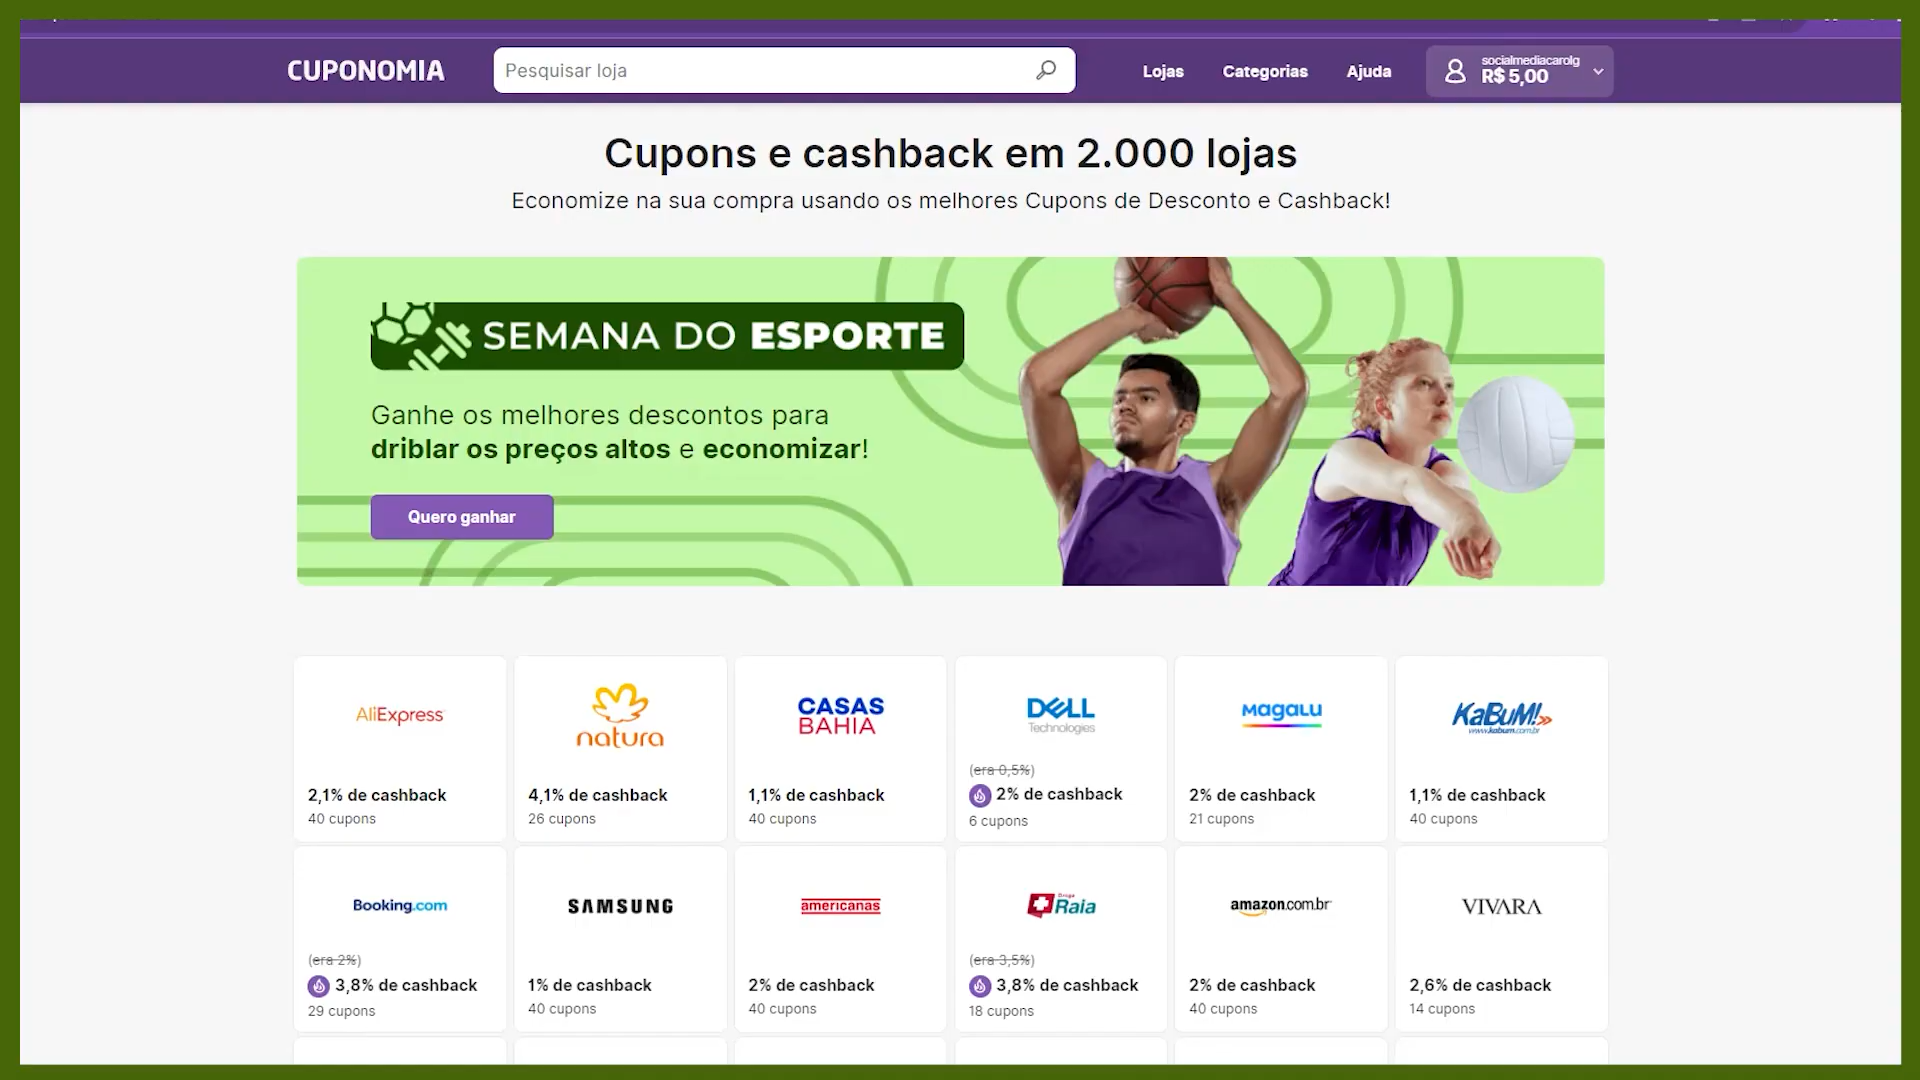 CUPONOMIA
Pesquisar loja
Lojas
Categorias
Ajuda
socialmediacarolg
R$ 5,00
Cupons e cashback em 2.000 lojas
Economize na sua compra usando os melhores Cupons de Desconto e Cashback!
SEMANA DO ESPORTE
Ganhe os melhores descontos para
driblar os preços altos e economizar!
Quero ganhar
AliExpress
2,1% de cashback
40 cupons
natura
4,1% de cashback
26 cupons
CASAS
BAHIA
1,1% de cashback
40 cupons
DELL
Technologies
(era 0,5%)
2% de cashback
6 cupons
Magalu
2% de cashback
21 cupons
KaBuM!
www.kabum.com.br
1,1% de cashback
40 cupons
Booking.com
(era 2%)
3,8% de cashback
29 cupons
SAMSUNG
1% de cashback
40 cupons
americanas
2% de cashback
40 cupons
Droga
Raia
(era 3,5%)
3,8% de cashback
18 cupons
amazon.com.br
2% de cashback
40 cupons
VIVARA
2,6% de cashback
14 cupons